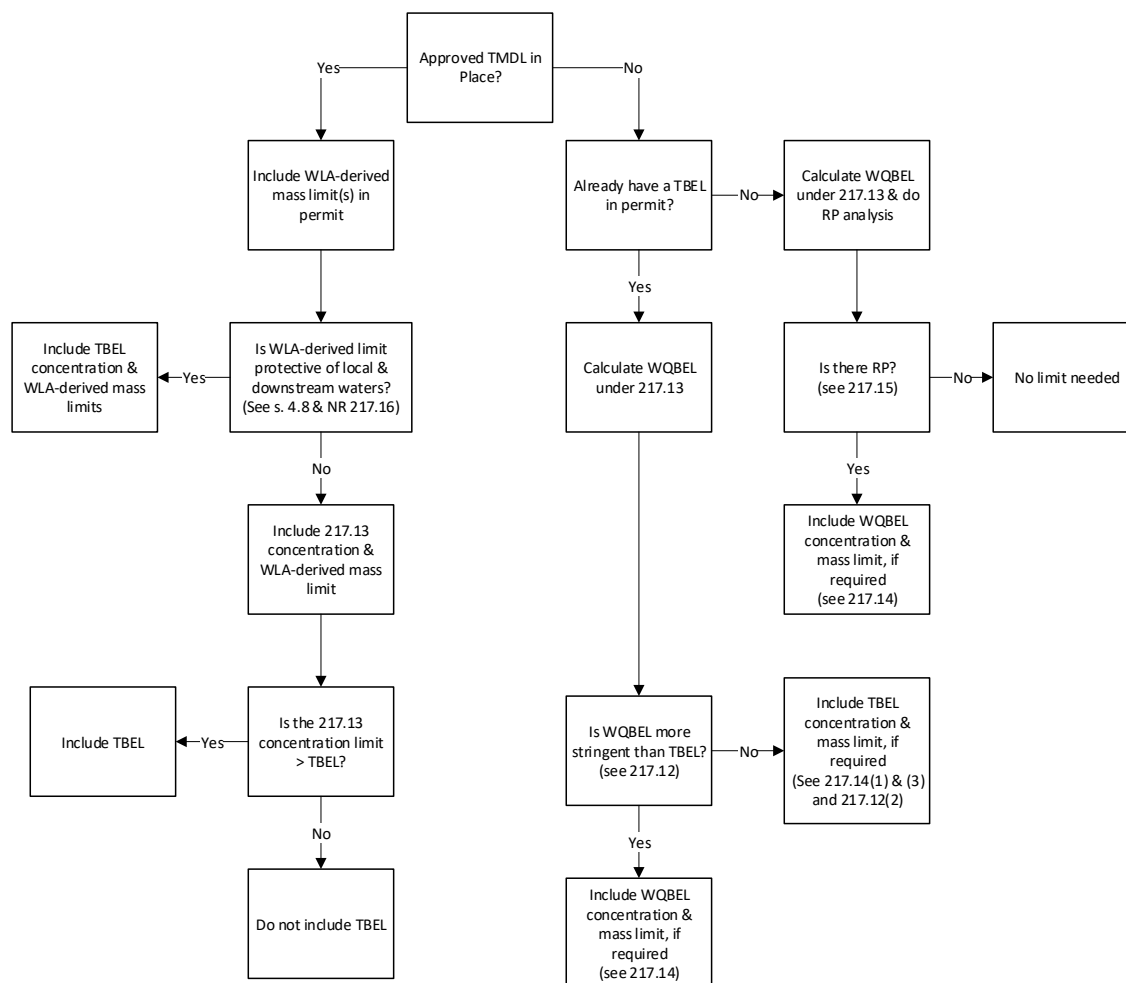 Approved TMDL in
Place?
Yes
No
Include WLA-derived
mass limit(s) in
permit
Already have a TBEL
in permit?
No
Calculate WQBEL
under 217.13 & do
RP analysis
Yes
Include TBEL
concentration &
WLA-derived mass
limits
Yes
Is WLA-derived limit
protective of local &
downstream waters?
(See s. 4.8 & NR 217.16)
Calculate WQBEL
under 217.13
Is there RP?
(see 217.15)
No
No limit needed
No
Yes
Include 217.13
concentration &
WLA-derived mass
limit
Include WQBEL
concentration &
mass limit, if
required
(see 217.14)
Include TBEL
Yes
Is the 217.13
concentration limit
> TBEL?
Is WQBEL more
stringent than TBEL?
(see 217.12)
No
Include TBEL
concentration &
mass limit, if
required
(See 217.14(1) & (3)
and 217.12(2)
No
Yes
Do not include TBEL
Include WQBEL
concentration &
mass limit, if
required
(see 217.14)